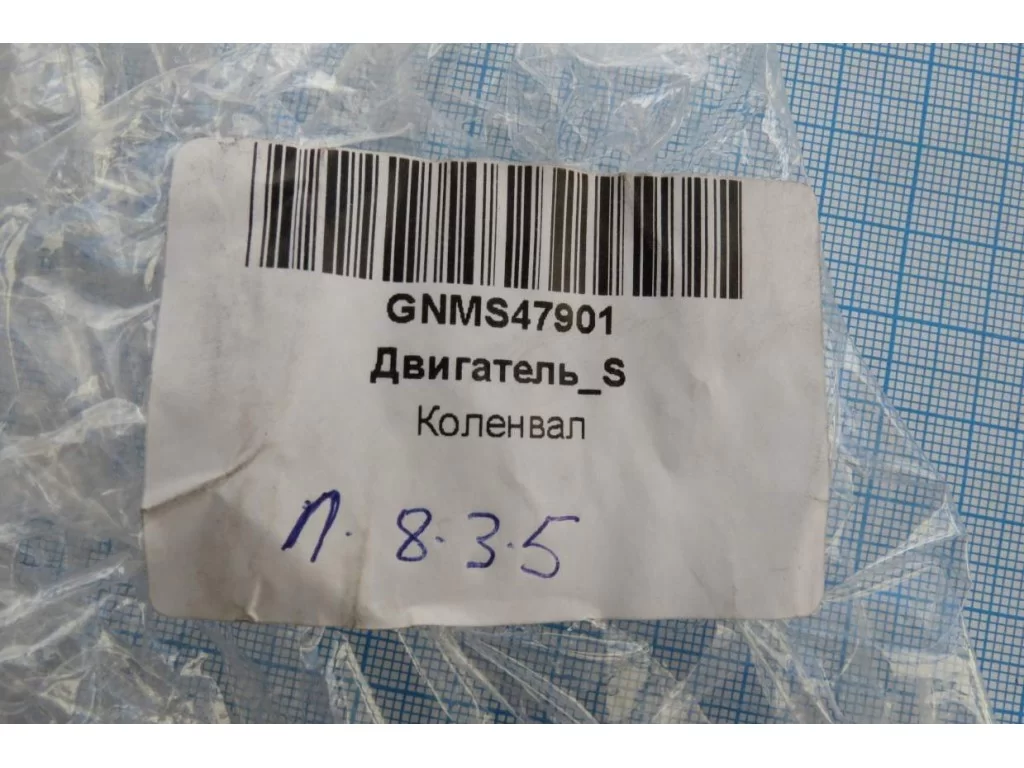 GNMS47901
Двигатель_S
Коленвал
Л. 8.3.5